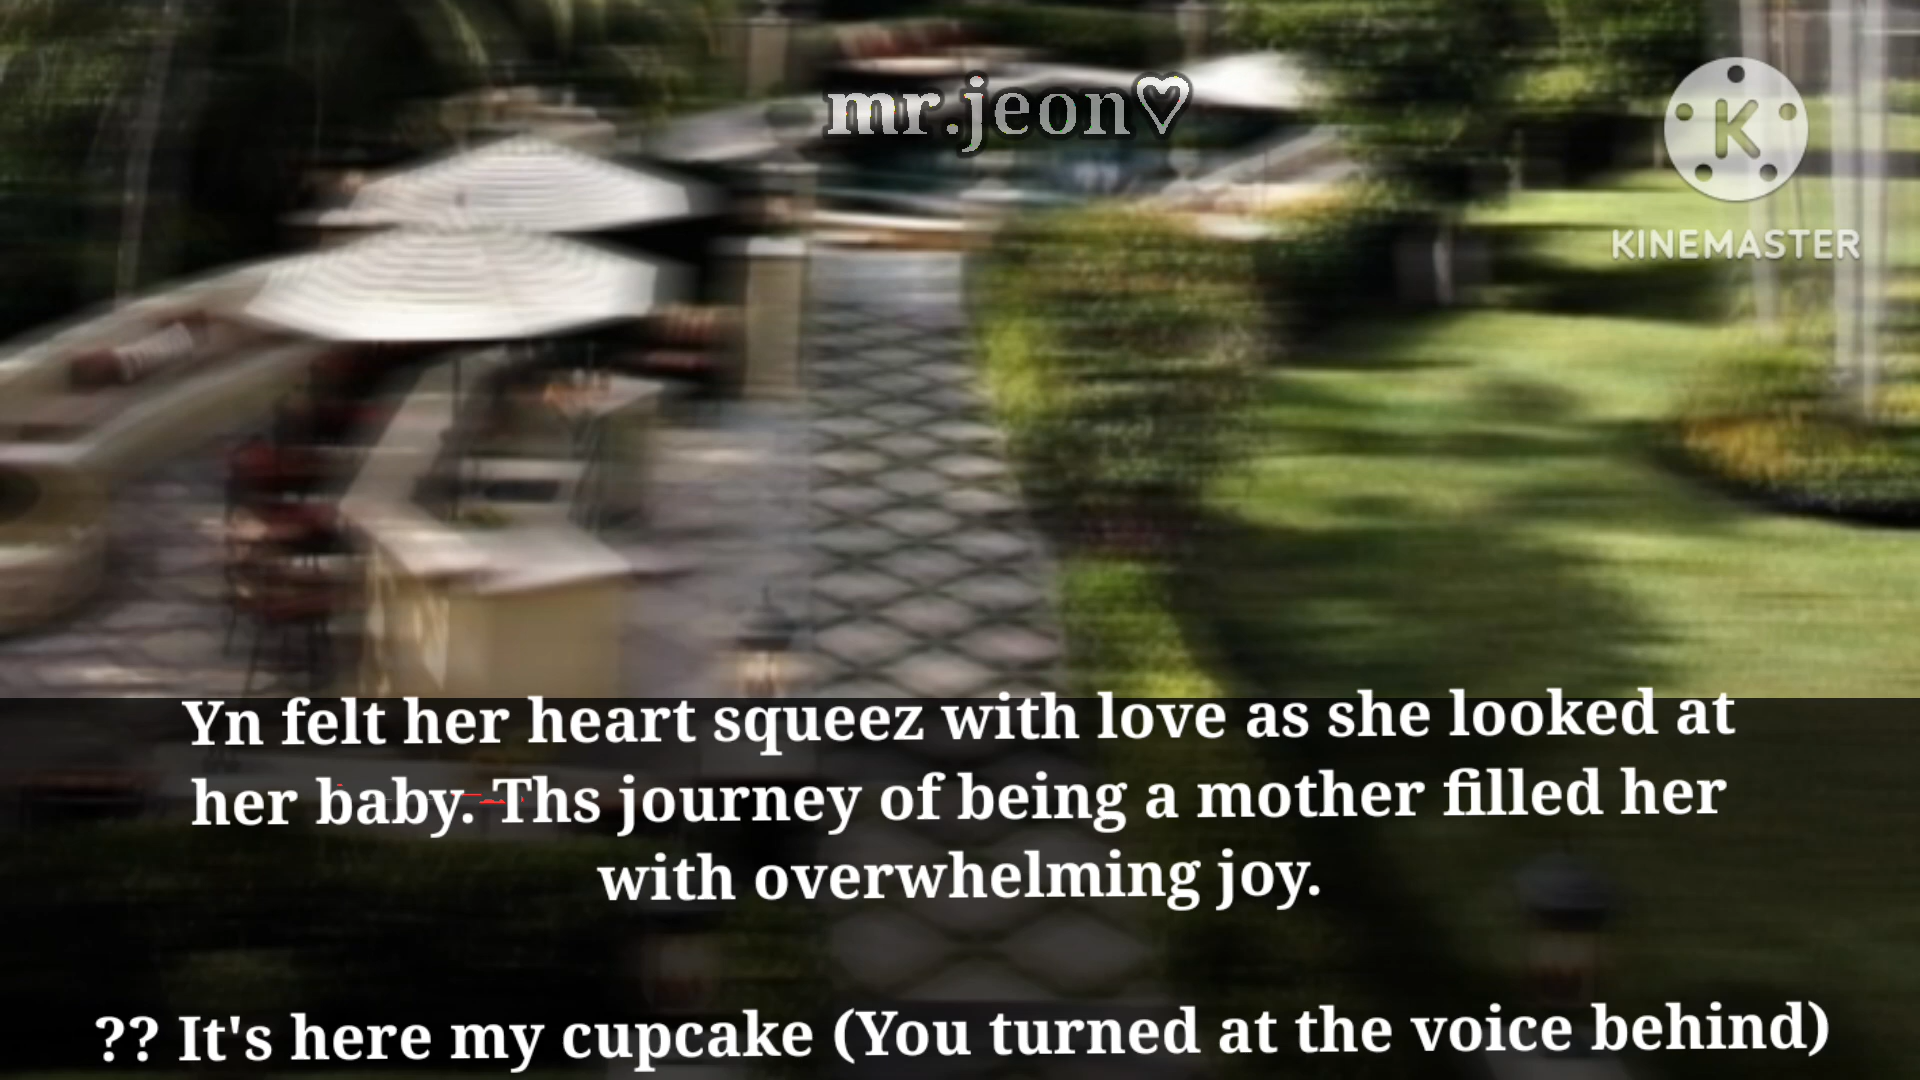 mr.jeon♡
K
KINEMASTER
Yn felt her heart squeez with love as she looked at
her baby. Ths journey of being a mother filled her
with overwhelming joy.
?? It's here my cupcake (You turned at the voice behind)